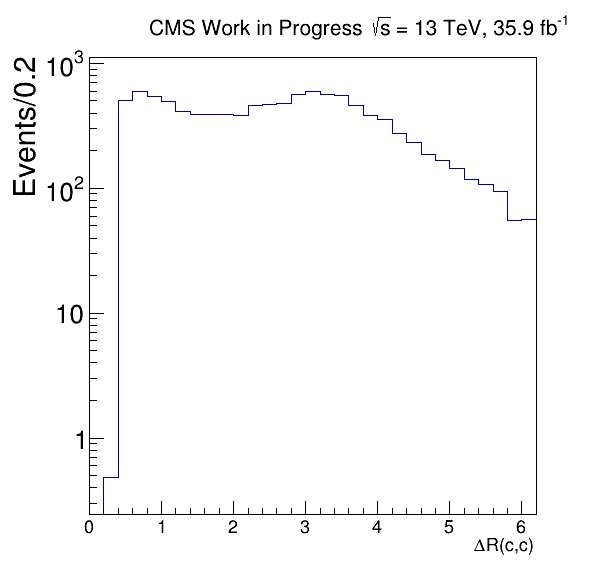 CMS Work in Progress √s = 13 TeV, 35.9 fb⁻¹
Events/0.2
10³
10²
10
1
0 1 2 3 4 5 6
ΔR(c,c)